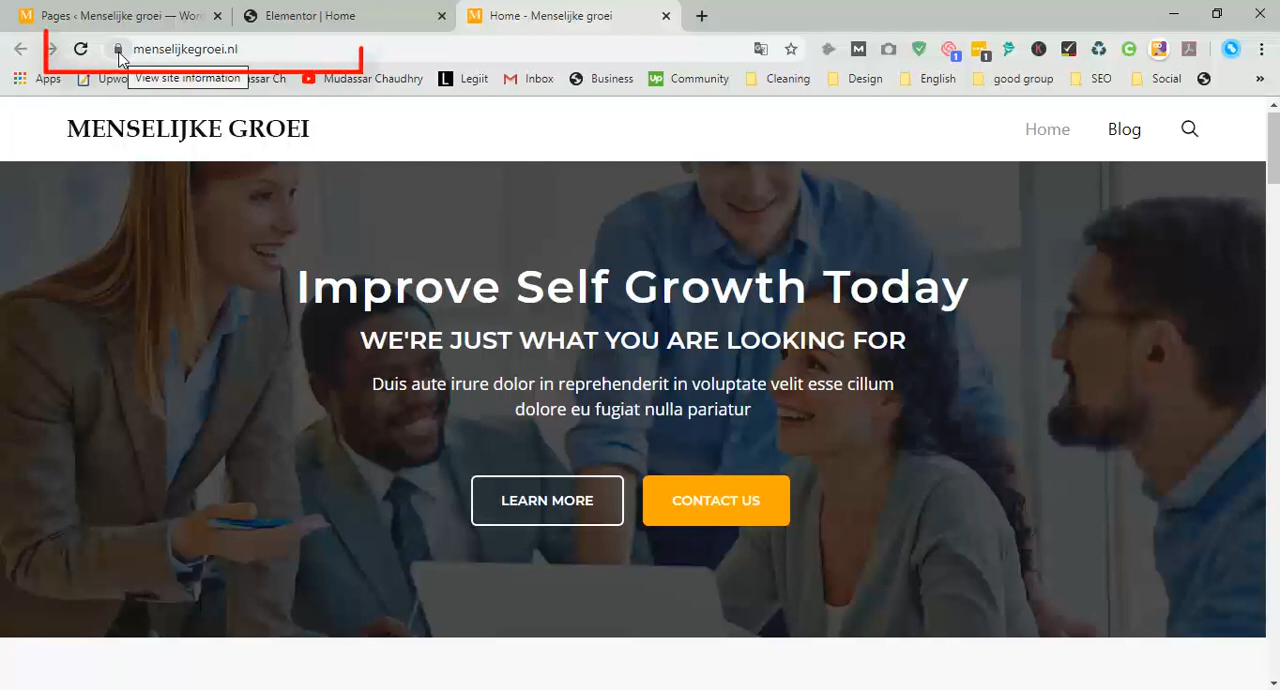 Pages ‹ Menselijke groei — Wor
Elementor | Home
Home - Menselijke groei
menselijkegroei.nl
Apps
Upwo
View site information
ssar Ch
Mudassar Chaudhry
Legiit
Inbox
Business
Community
Cleaning
Design
English
good group
SEO
Social
»
MENSELIJKE GROEI
Home
Blog
Improve Self Growth Today
WE'RE JUST WHAT YOU ARE LOOKING FOR
Duis aute irure dolor in reprehenderit in voluptate velit esse cillum
dolore eu fugiat nulla pariatur
LEARN MORE
CONTACT US